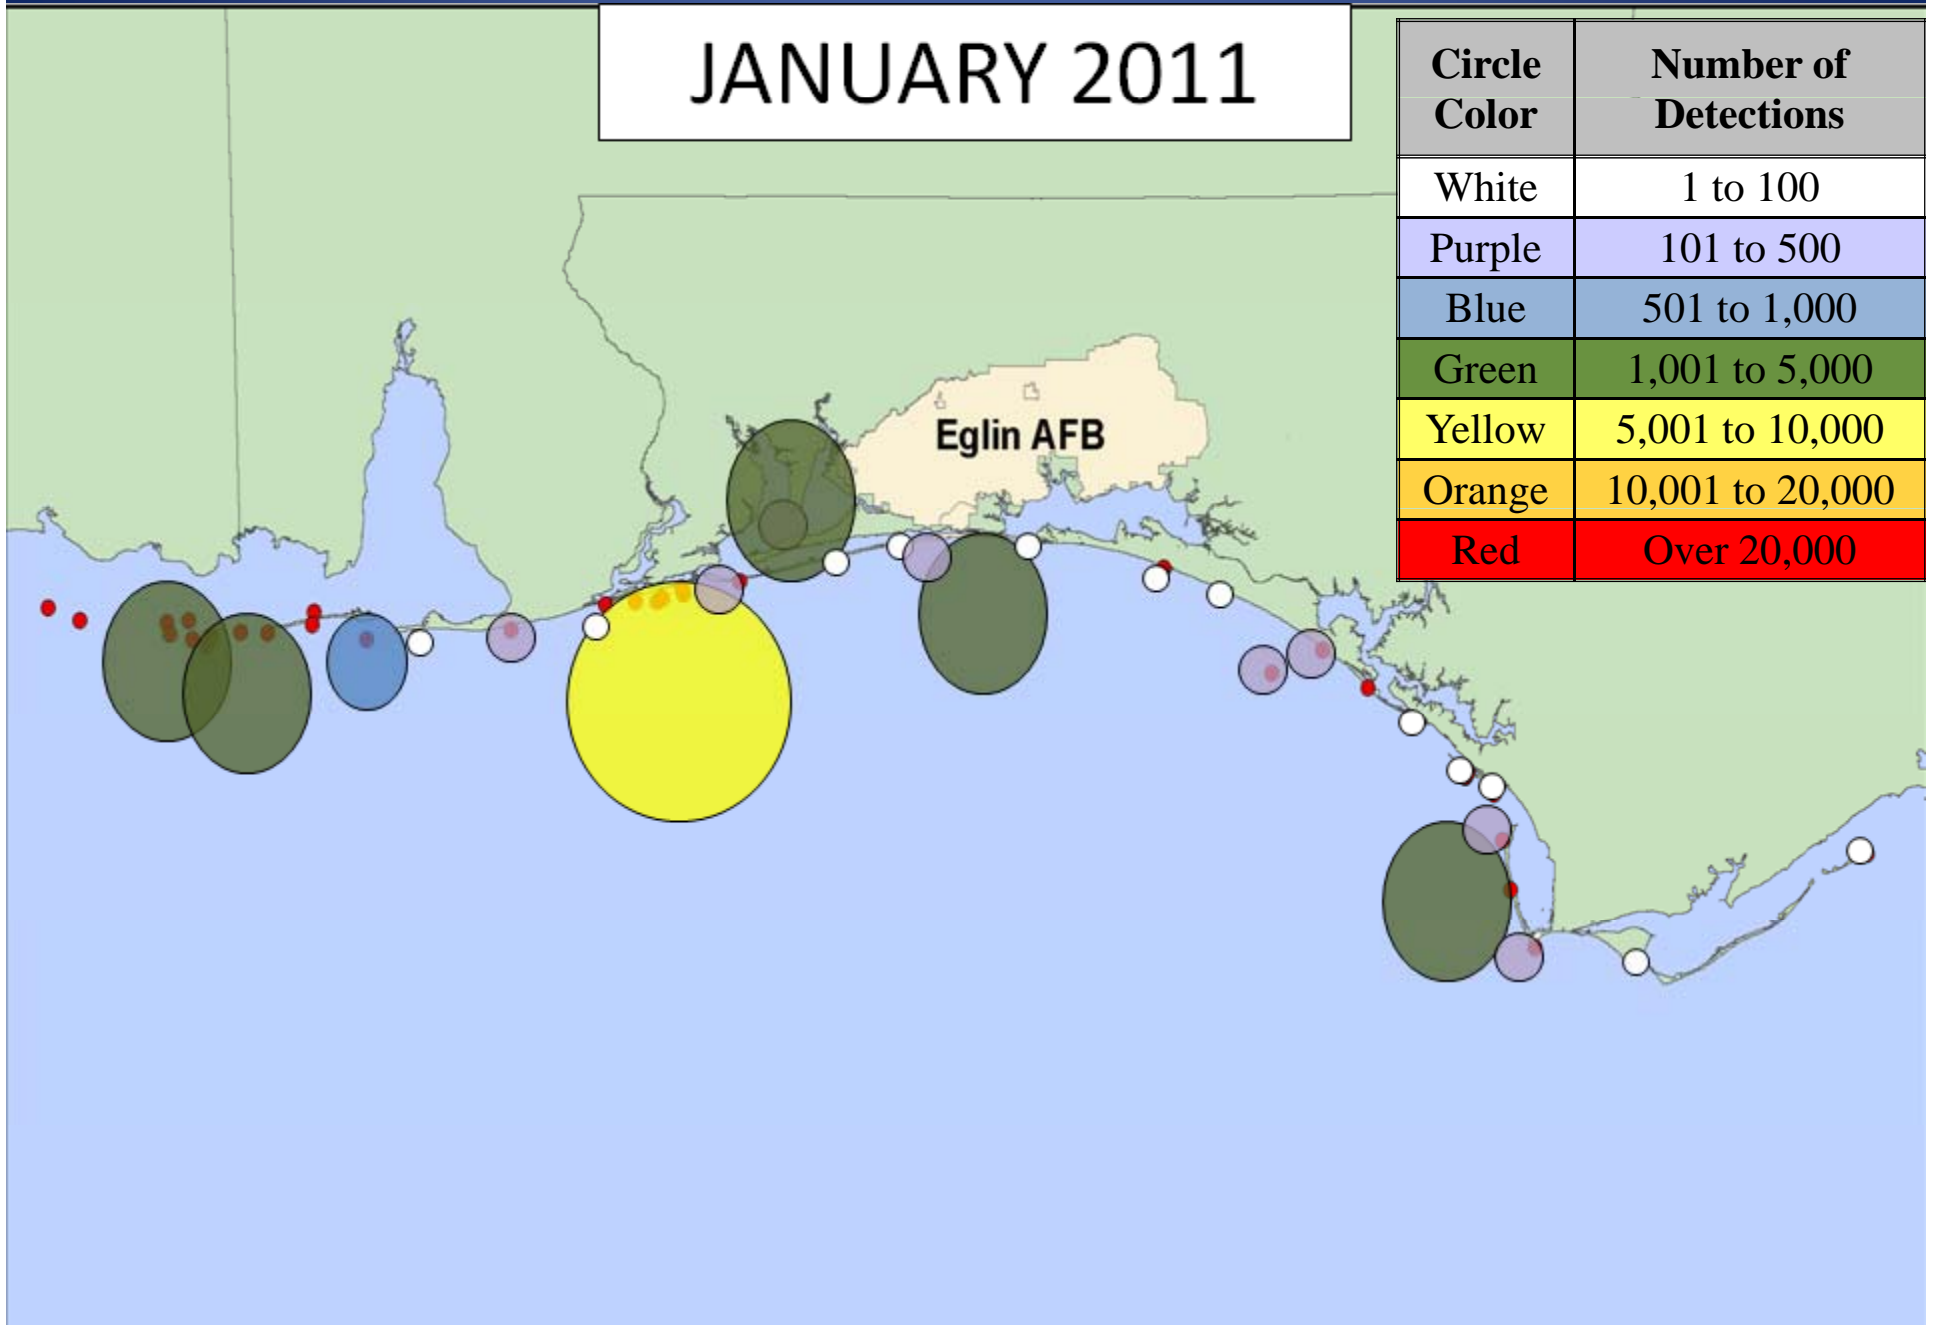 JANUARY 2011
Circle Color Number of Detections
White 1 to 100
Purple 101 to 500
Blue 501 to 1,000
Green 1,001 to 5,000
Yellow 5,001 to 10,000
Orange 10,001 to 20,000
Red Over 20,000
Eglin AFB